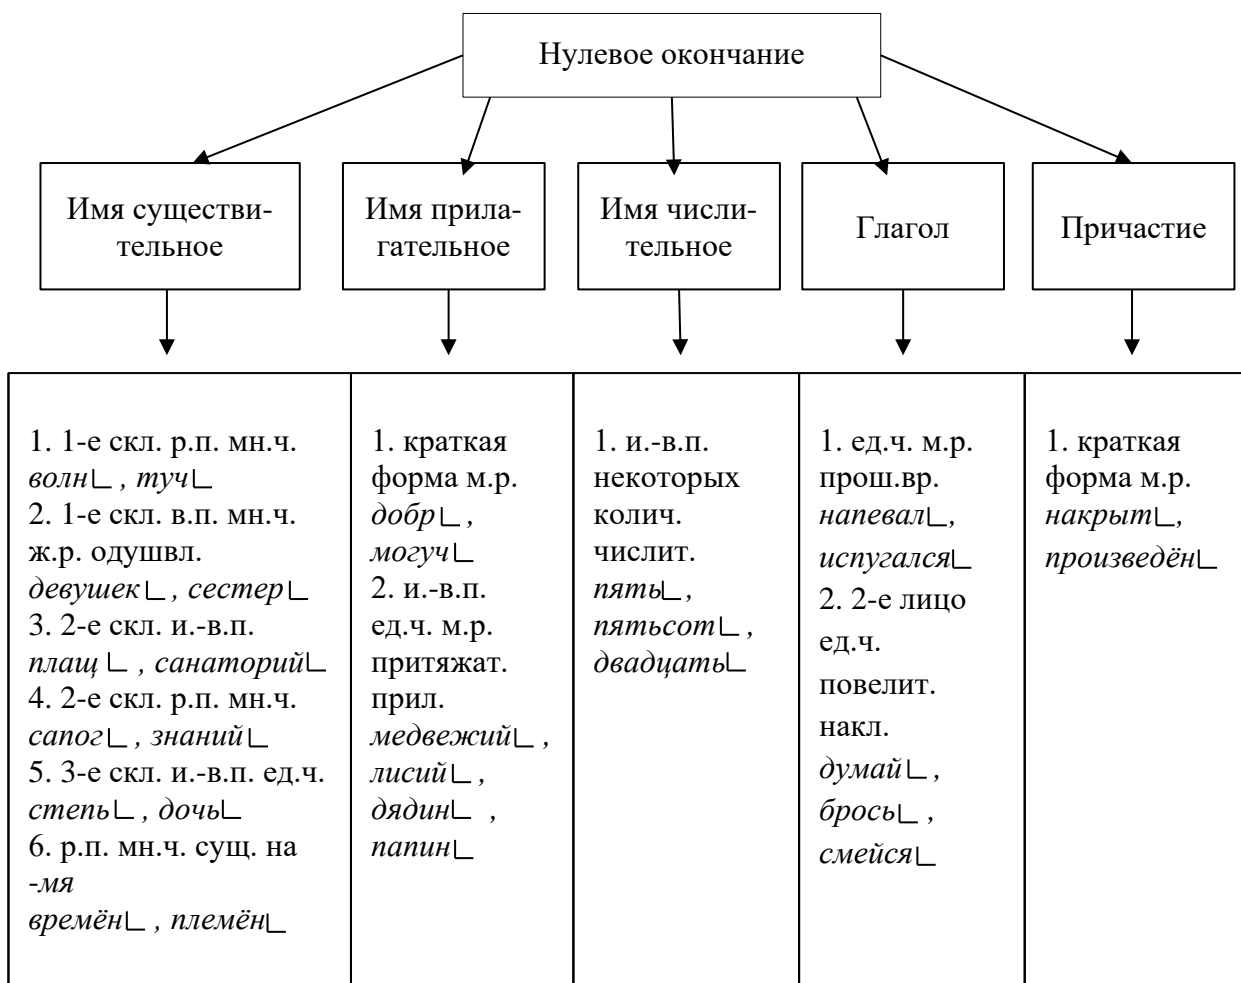 Нулевое окончание
Имя существи-
тельное
Имя прила-
гательное
Имя числи-
тельное
Глагол
Причастие
1. 1-е скл. р.п. мн.ч.
волн , туч
2. 1-е скл. в.п. мн.ч.
ж.р. одушвл.
девушек , сестер
3. 2-е скл. и.-в.п.
плащ , санаторий
4. 2-е скл. р.п. мн.ч.
сапог , знаний
5. 3-е скл. и.-в.п. ед.ч.
степь , дочь
6. р.п. мн.ч. сущ. на
-мя
времён , племён
1. краткая
форма м.р.
добр ,
могуч
2. и.-в.п.
ед.ч. м.р.
притяжат.
прил.
медвежий ,
лисий ,
дядин ,
папин
1. и.-в.п.
некоторых
колич.
числит.
пять ,
пятьсот ,
двадцать
1. ед.ч. м.р.
прош.вр.
напевал ,
испугался
2. 2-е лицо
ед.ч.
повелит.
накл.
думай ,
брось ,
смейся
1. краткая
форма м.р.
накрыт ,
произведён